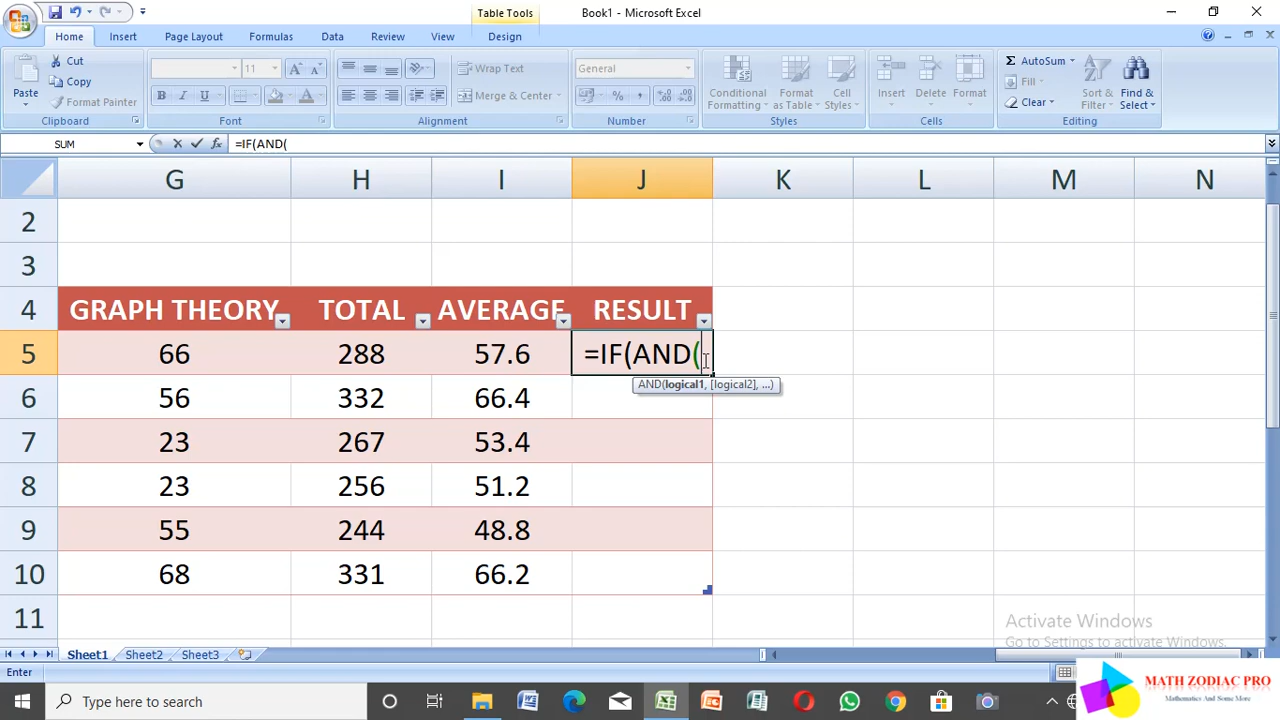 Table Tools
Book1 - Microsoft Excel
Home
Insert
Page Layout
Formulas
Data
Review
View
Design
Paste
Cut
Copy
Format Painter
Clipboard
11
A A
B I U
A
Font
Wrap Text
Merge & Center
Alignment
General
% ,
Number
Conditional Formatting
Format as Table
Cell Styles
Styles
Insert
Delete
Format
Cells
Σ AutoSum
Fill
Clear
Sort & Filter
Find & Select
Editing
SUM
fx
=IF(AND(
G H I J K L M N
2
3
4 GRAPH THEORY TOTAL AVERAGE RESULT
5 66 288 57.6 =IF(AND(
AND(logical1, [logical2], ...)
6 56 332 66.4
7 23 267 53.4
8 23 256 51.2
9 55 244 48.8
10 68 331 66.2
11
Activate Windows
Go to Settings to activate Windows.
Sheet1
Sheet2
Sheet3
Enter
Type here to search
MATH ZODIAC PRO
Mathematics And Some More